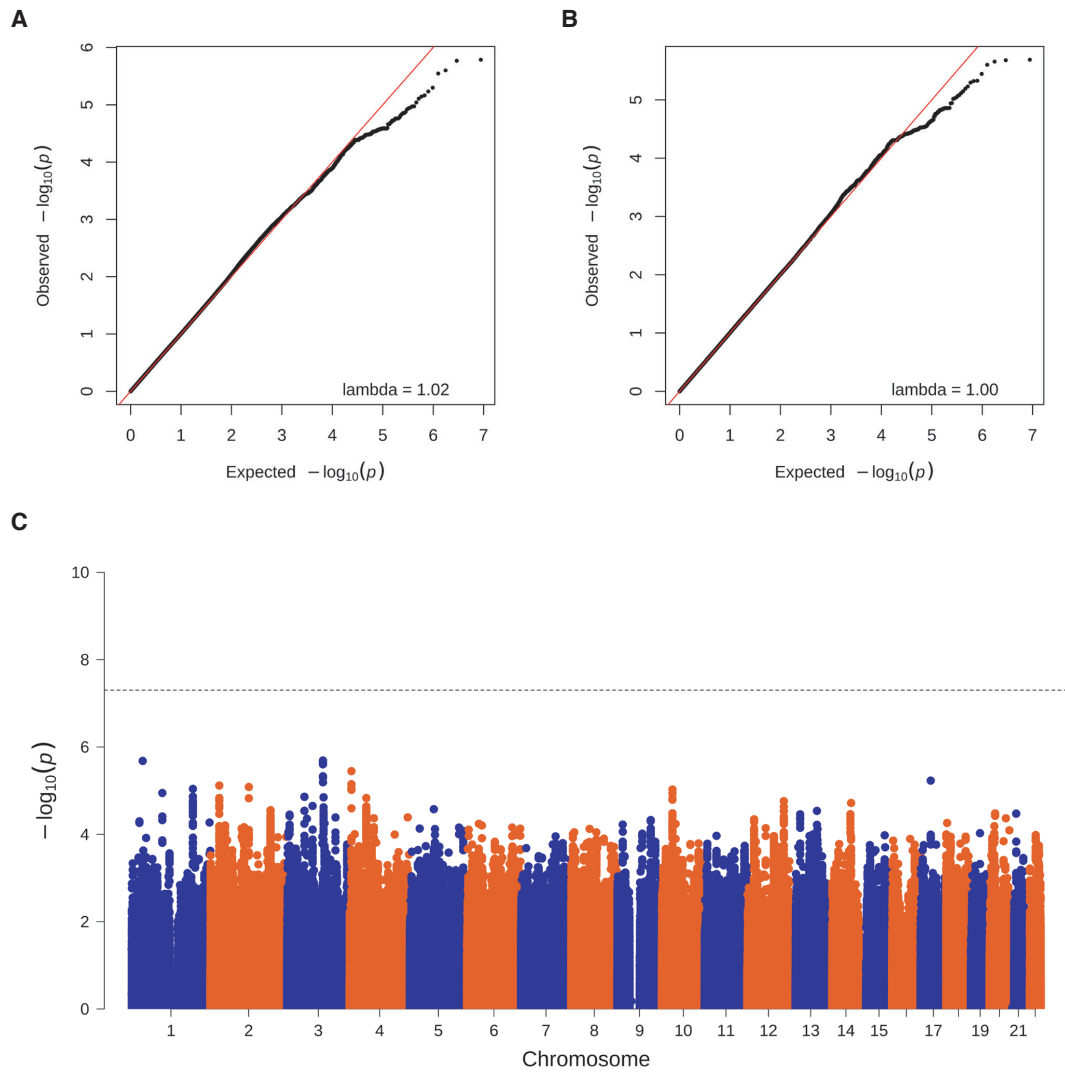 A
B
6
5
4
3
2
1
0
Observed −log10(p)
lambda = 1.02
0 1 2 3 4 5 6 7
Expected −log10(p)
5
4
3
2
1
0
Observed −log10(p)
lambda = 1.00
0 1 2 3 4 5 6 7
Expected −log10(p)
C
10
8
6
4
2
0
−log10(p)
1 2 3 4 5 6 7 8 9 10 11 12 13 14 15 17 19 21
Chromosome